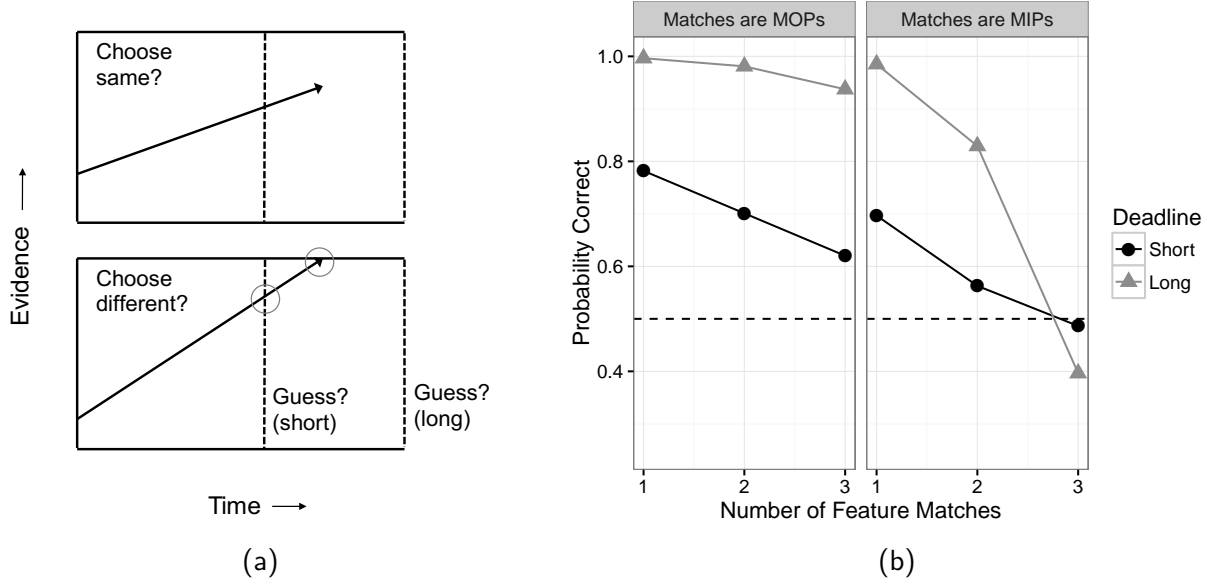 Choose
same?
Choose
different?
Guess?
(short)
Guess?
(long)
Evidence
Time
(a)
Matches are MOPs
Matches are MIPs
1.0
0.8
0.6
0.4
Probability Correct
1
2
3
1
2
3
Number of Feature Matches
Deadline
Short
Long
(b)